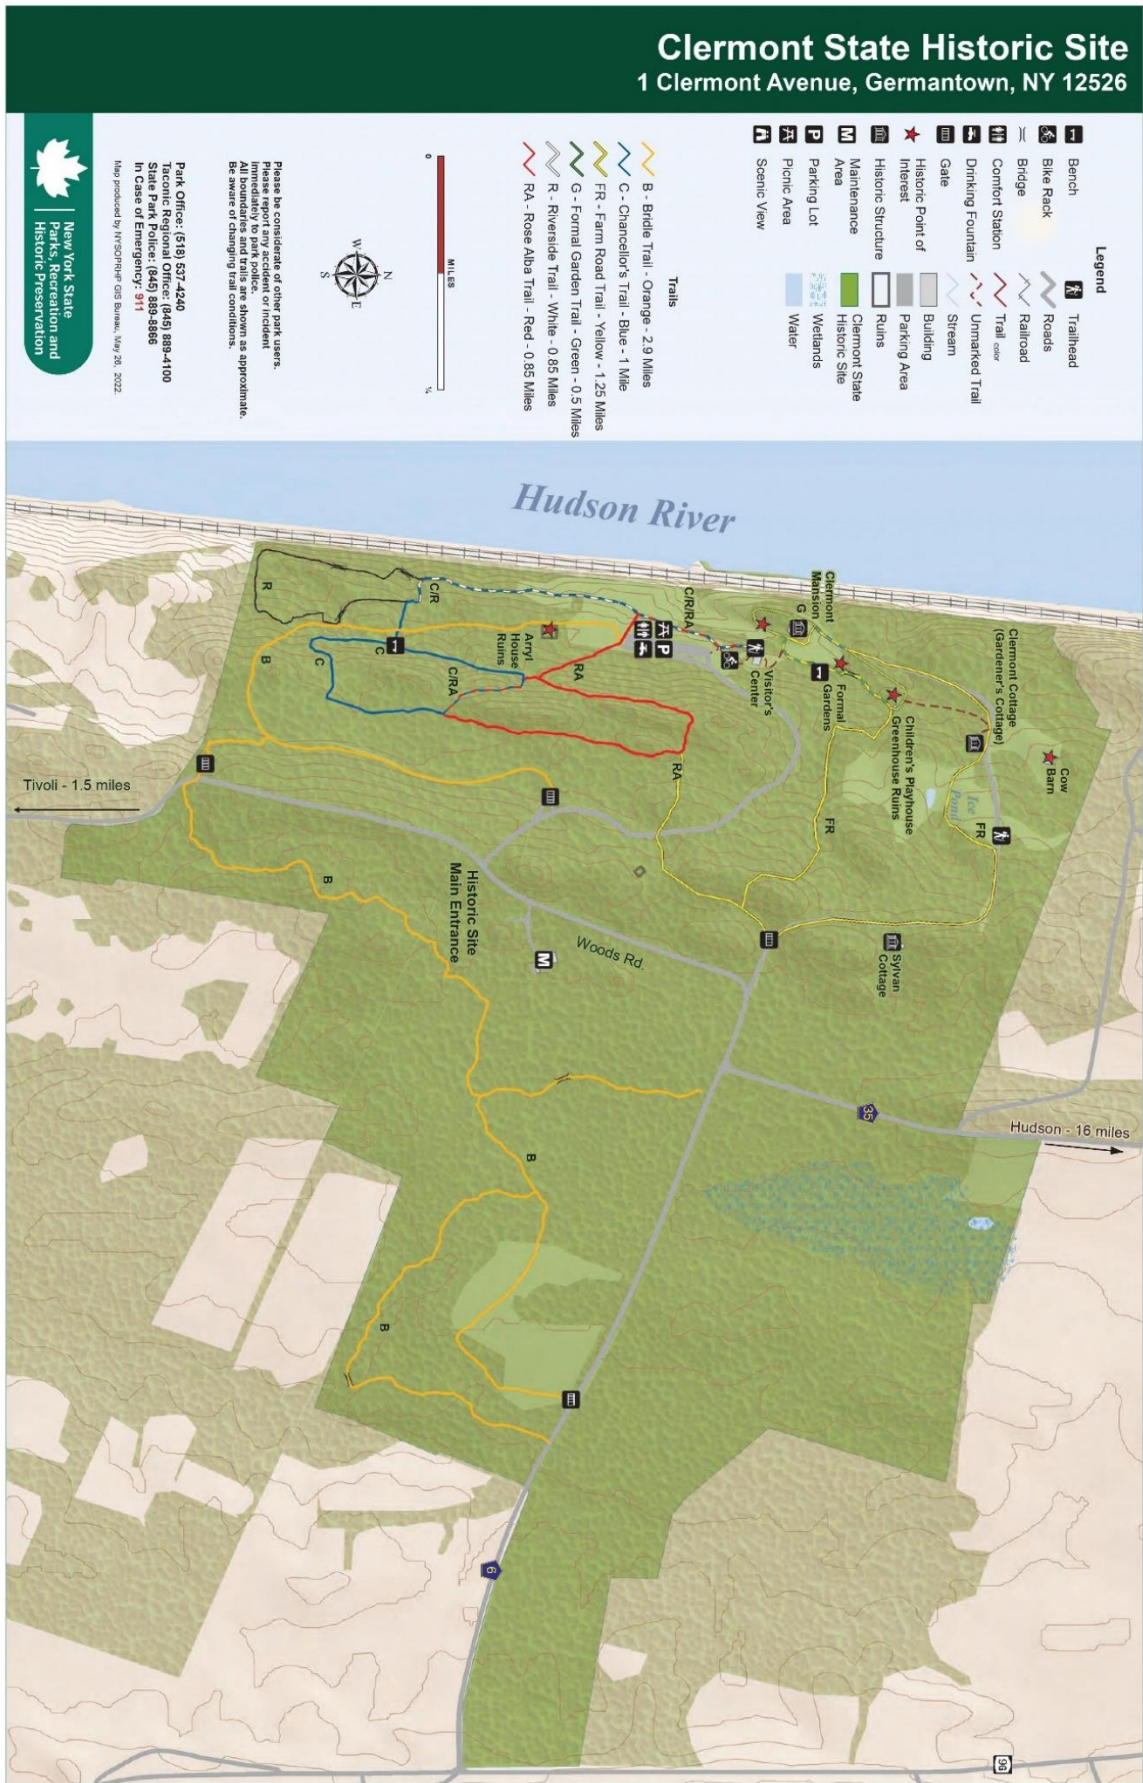 Clermont State Historic Site
1 Clermont Avenue, Germantown, NY 12526
Legend
Bench
Bike Rack
Bridge
Comfort Station
Drinking Fountain
Gate
Historic Point of
Interest
Historic Structure
Maintenance
Area
M
Parking Lot
P
Picnic Area
Scenic View
Trailhead
Roads
Railroad
Trail color
Unmarked Trail
Stream
Building
Parking Area
Ruins
Clermont State
Historic Site
Wetlands
Water
Trails
B - Bridle Trail - Orange - 2.9 Miles
C - Chancellor's Trail - Blue - 1 Mile
FR - Farm Road Trail - Yellow - 1.25 Miles
G - Formal Garden Trail - Green - 0.5 Miles
R - Riverside Trail - White - 0.85 Miles
RA - Rose Alba Trail - Red - 0.85 Miles
0
MILES
¼
N
W
E
S
Please be considerate of other park users.
Please report any accident or incident
immediately to park police.
All boundaries and trails are shown as approximate.
Be aware of changing trail conditions.
Park Office: (518) 537-4240
Taconic Regional Office: (845) 889-4100
State Park Police: (845) 889-8866
In Case of Emergency: 911
Map produced by NYSOPRHP GIS Bureau, May 26, 2022.
New York State
Parks, Recreation and
Historic Preservation
Hudson River
Clermont
Mansion
G
Clermont Cottage
(Gardener's Cottage)
Cow
Barn
C/R/RA
P
Visitor's
Center
Formal
Gardens
Children's Playhouse
Greenhouse Ruins
Ice
Pond
FR
FR
C/R
R
Arryl
House
Ruins
RA
C
C
C/RA
B
RA
Sylvan
Cottage
Tivoli - 1.5 miles
Historic Site
Main Entrance
Woods Rd.
M
B
35
Hudson - 16 miles
B
B
6
9G